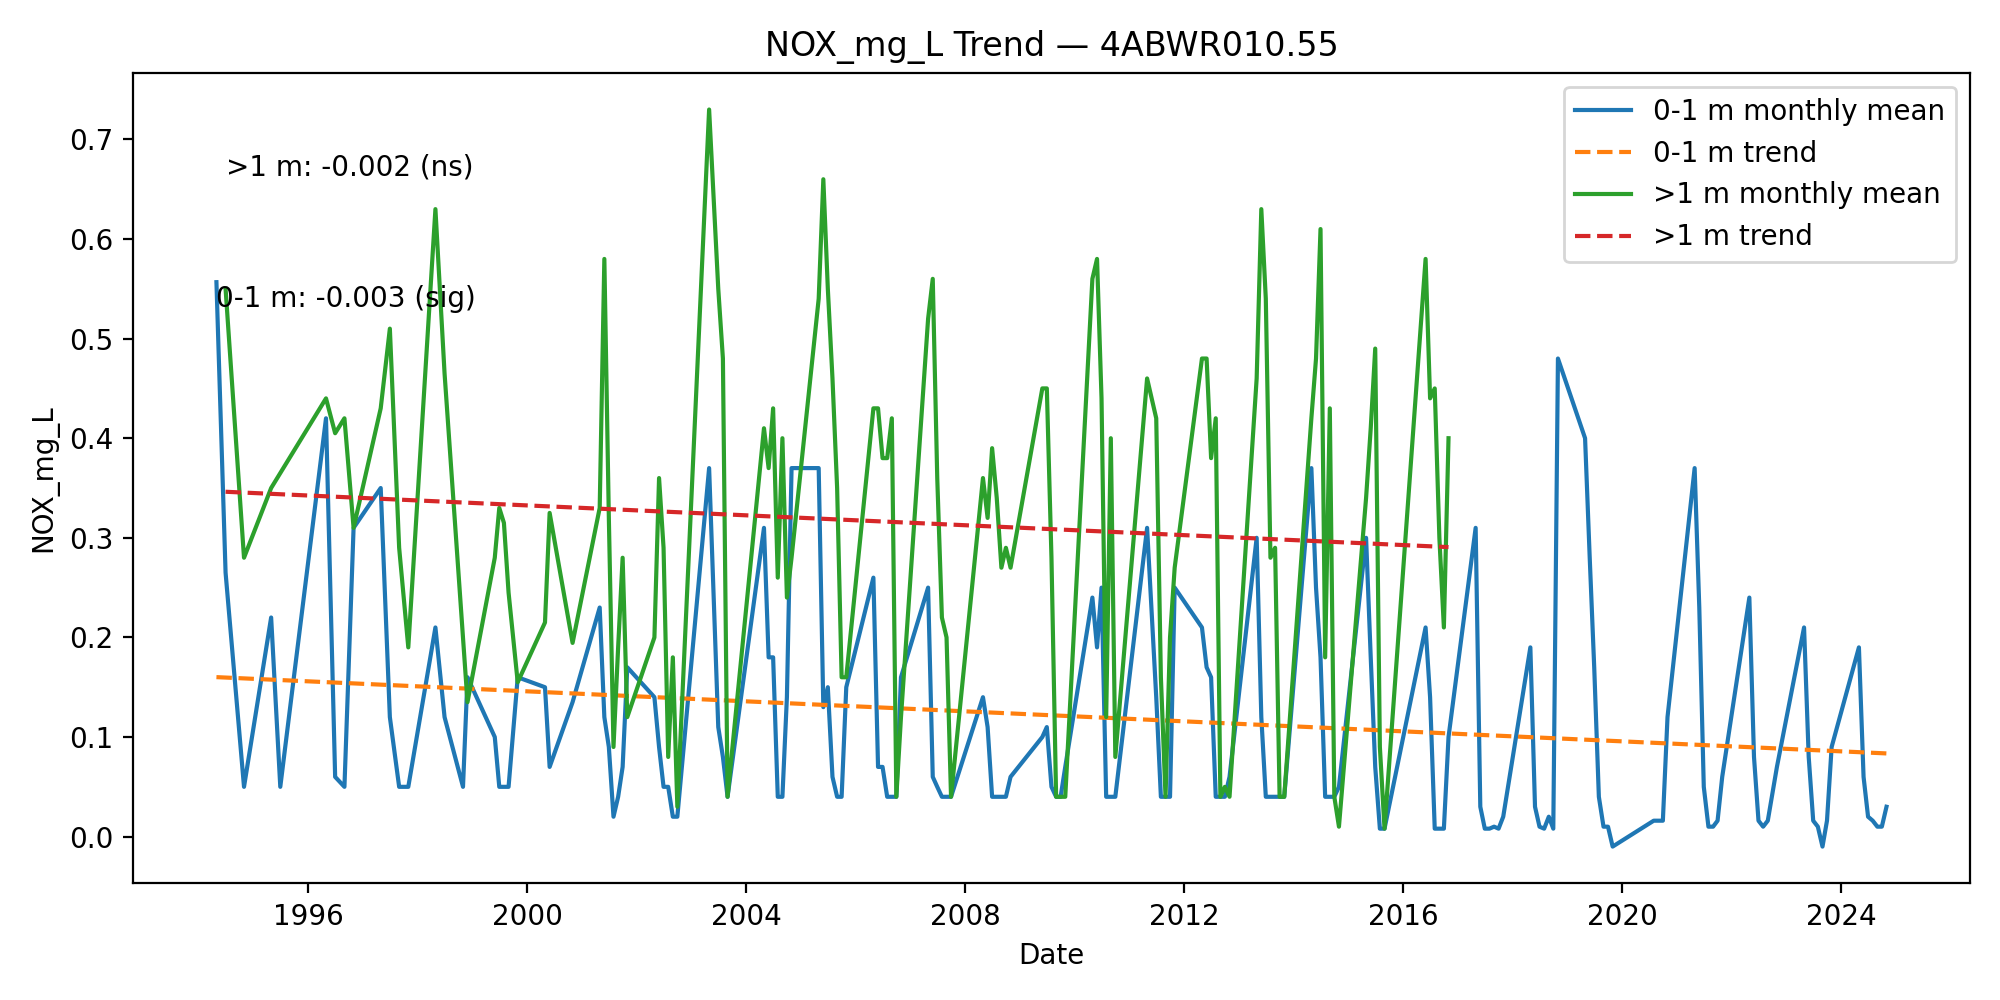 NOX_mg_L Trend — 4ABWR010.55
0-1 m monthly mean
0-1 m trend
>1 m monthly mean
>1 m trend
>1 m: -0.002 (ns)
0-1 m: -0.003 (sig)
NOX_mg_L
0.7
0.6
0.5
0.4
0.3
0.2
0.1
0.0
1996 2000 2004 2008 2012 2016 2020 2024
Date